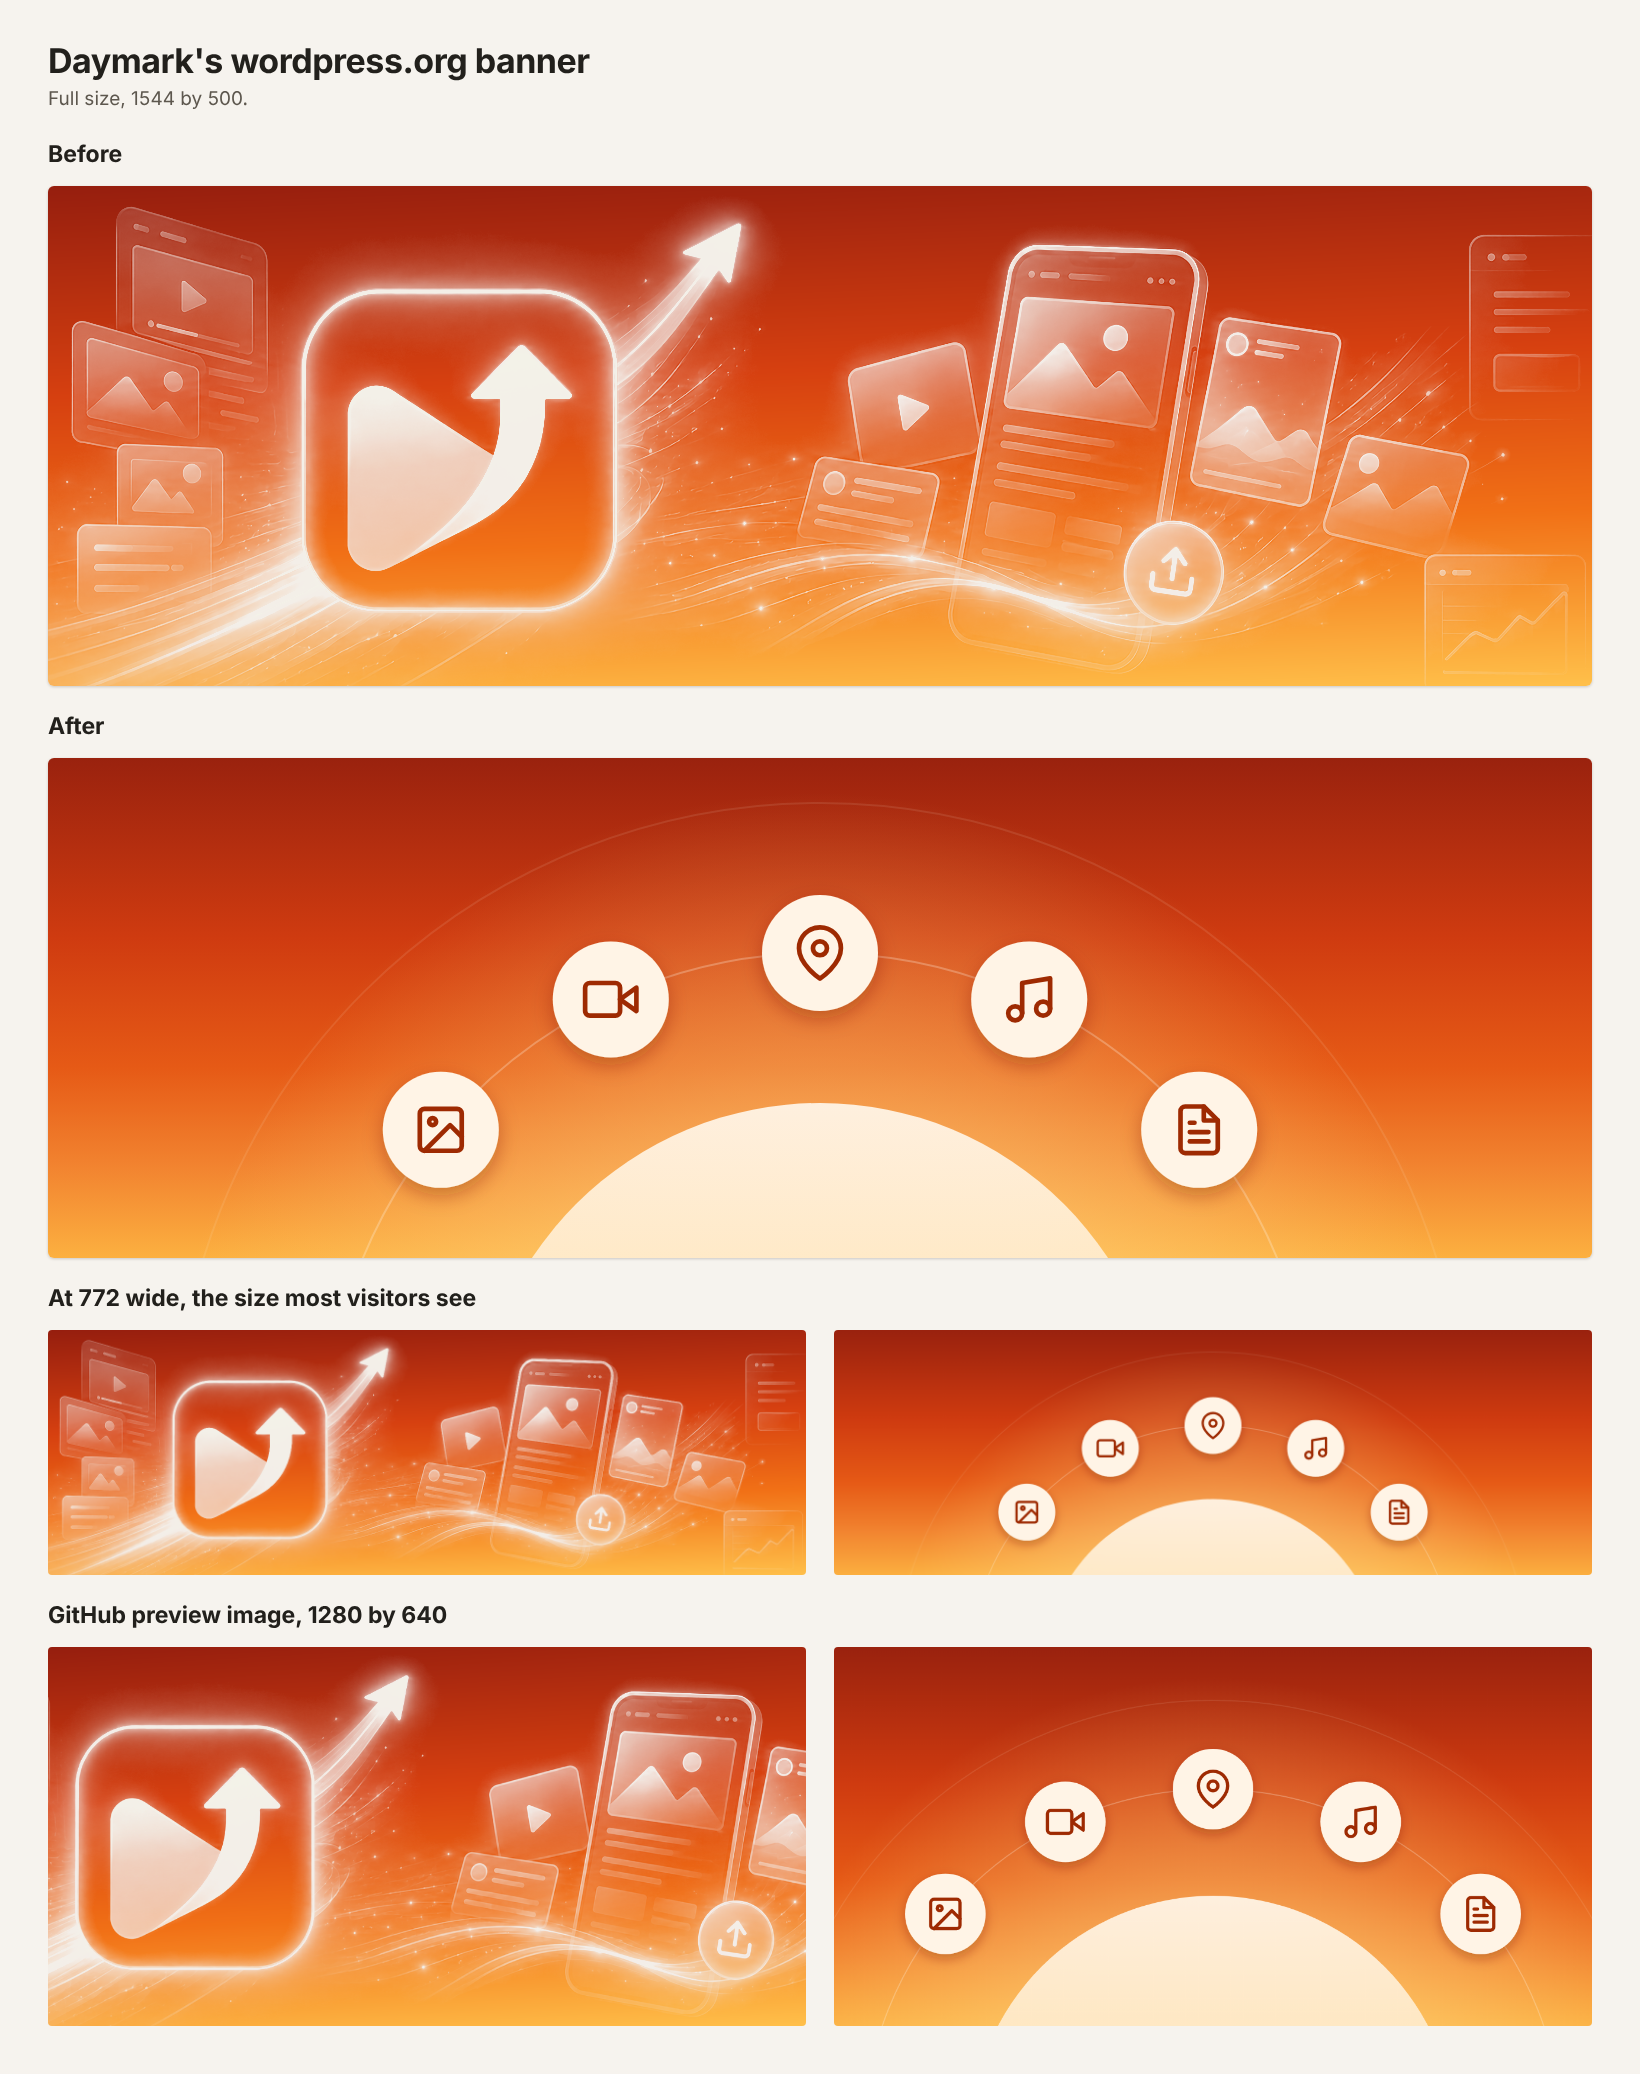 Daymark's wordpress.org banner
Full size, 1544 by 500.
Before
After
At 772 wide, the size most visitors see
GitHub preview image, 1280 by 640